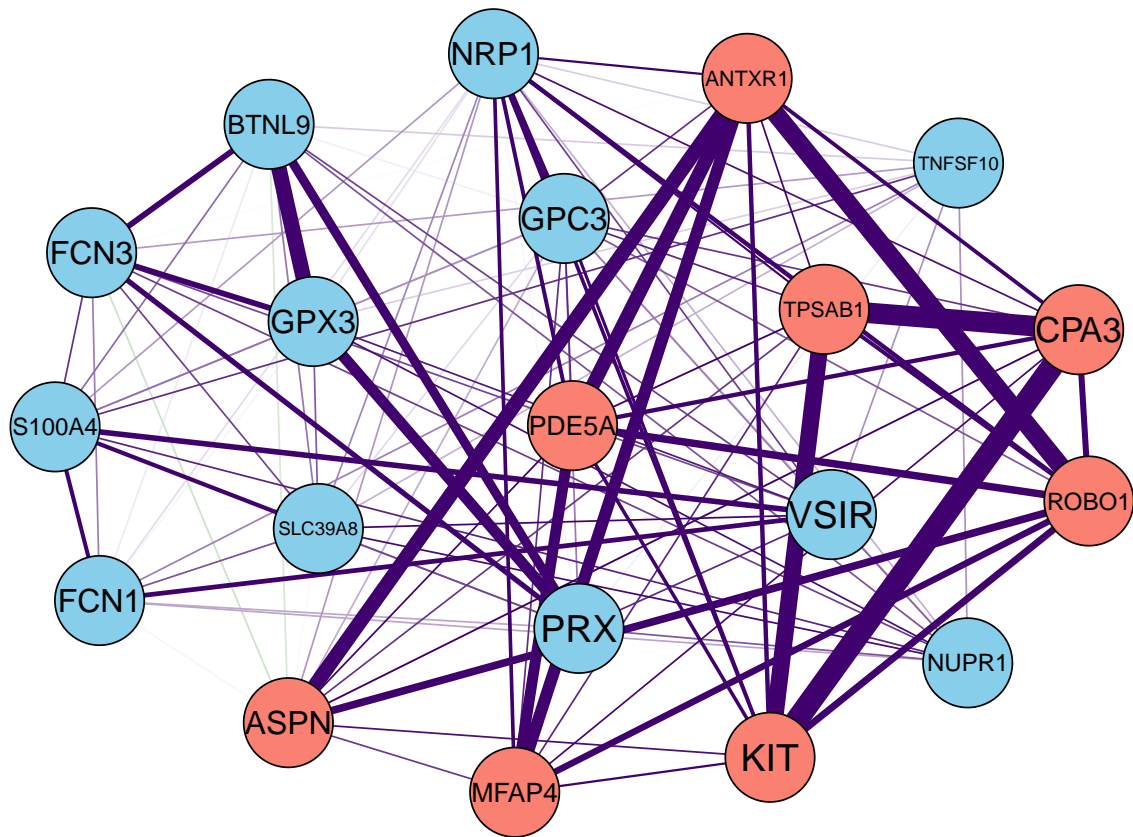 NRP1
ANTXR1
BTNL9
TNFSF10
GPC3
FCN3
GPX3
TPSAB1
CPA3
S100A4
PDE5A
ROBO1
SLC39A8
VSIR
FCN1
PRX
NUPR1
ASPN
KIT
MFAP4